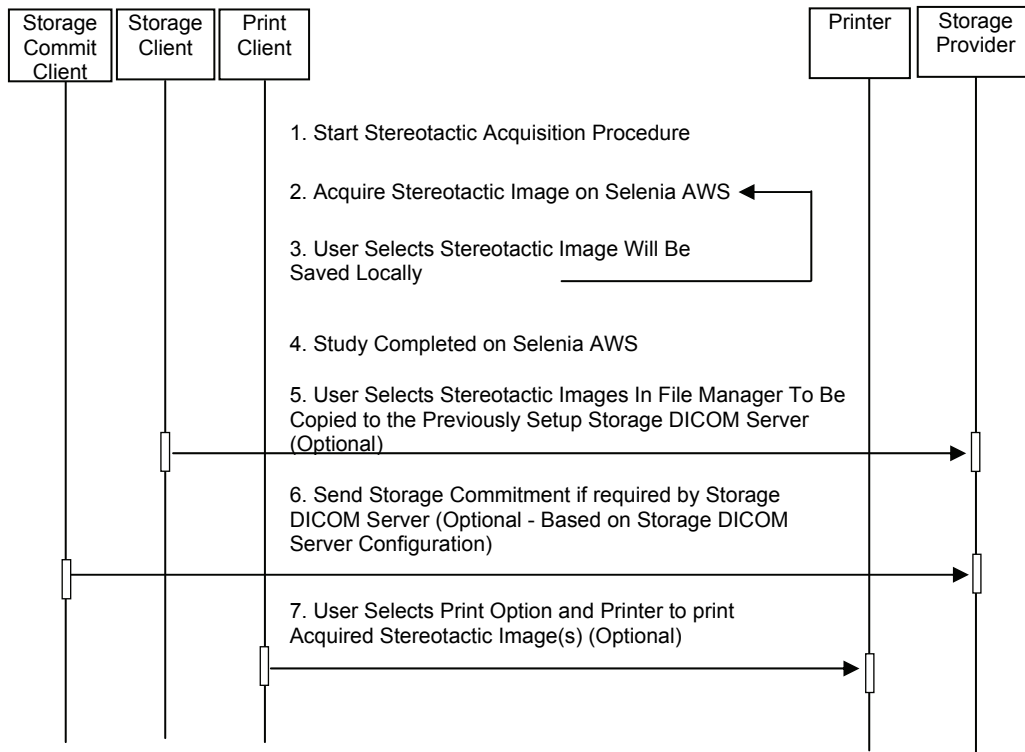 Storage
Commit
Client
Storage
Client
Print
Client
Printer
Storage
Provider
1. Start Stereotactic Acquisition Procedure
2. Acquire Stereotactic Image on Selenia AWS
3. User Selects Stereotactic Image Will Be
Saved Locally
4. Study Completed on Selenia AWS
5. User Selects Stereotactic Images In File Manager To Be
Copied to the Previously Setup Storage DICOM Server
(Optional)
6. Send Storage Commitment if required by Storage
DICOM Server (Optional - Based on Storage DICOM
Server Configuration)
7. User Selects Print Option and Printer to print
Acquired Stereotactic Image(s) (Optional)